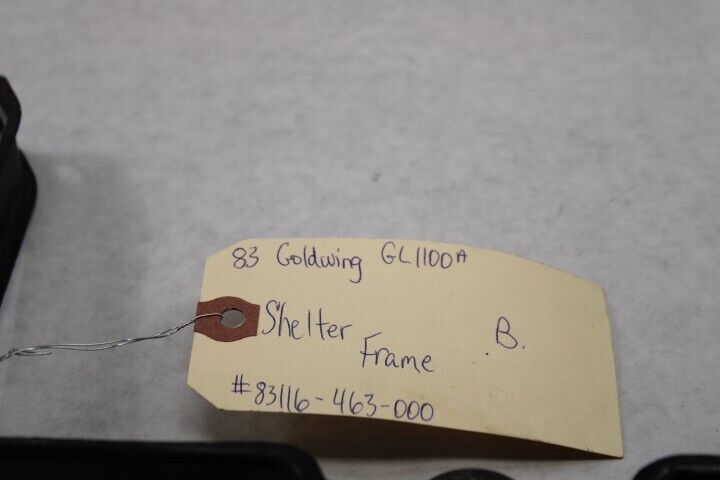 83 Goldwing GL1100A
Shelter
Frame
B.
#83116-463-000